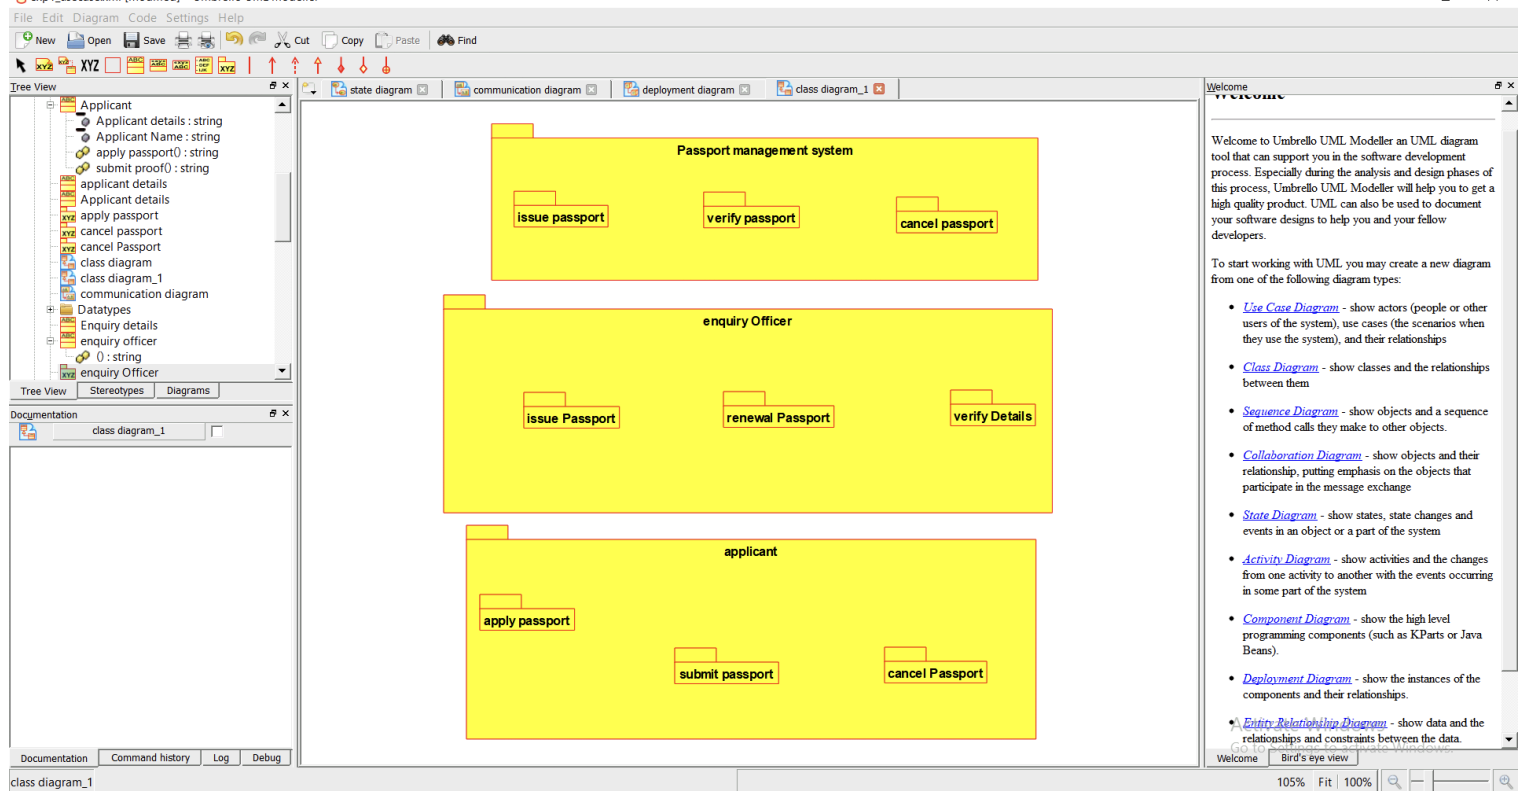 File Edit Diagram Code Settings Help
New Open Save Cut Copy Paste Find
XYZ XYZ XYZ ABC ABC XYZ
Tree View
state diagram
communication diagram
deployment diagram
class diagram_1
Welcome
Applicant
Applicant details : string
Applicant Name : string
apply passport() : string
submit proof() : string
applicant details
Applicant details
apply passport
cancel passport
cancel Passport
class diagram
class diagram_1
communication diagram
Datatypes
Enquiry details
enquiry officer
() : string
enquiry Officer
Tree View Stereotypes Diagrams
Documentation
class diagram_1
Documentation Command history Log Debug
class diagram_1
Passport management system
issue passport
verify passport
cancel passport
enquiry Officer
issue Passport
renewal Passport
verify Details
applicant
apply passport
submit passport
cancel Passport
Welcome to Umbrello UML Modeller an UML diagram
tool that can support you in the software development
process. Especially during the analysis and design phases of
this process, Umbrello UML Modeller will help you to get a
high quality product. UML can also be used to document
your software designs to help you and your fellow
developers.
To start working with UML you may create a new diagram
from one of the following diagram types:
Use Case Diagram - show actors (people or other
users of the system), use cases (the scenarios when
they use the system), and their relationships
Class Diagram - show classes and the relationships
between them
Sequence Diagram - show objects and a sequence
of method calls they make to other objects.
Collaboration Diagram - show objects and their
relationship, putting emphasis on the objects that
participate in the message exchange
State Diagram - show states, state changes and
events in an object or a part of the system
Activity Diagram - show activities and the changes
from one activity to another with the events occurring
in some part of the system
Component Diagram - show the high level
programming components (such as KParts or Java
Beans).
Deployment Diagram - show the instances of the
components and their relationships.
Entity Relationship Diagram - show data and the
relationships and constraints between the data.
Activate Windows
Go to Settings to activate Windows.
Welcome Bird's eye view
105% Fit 100%